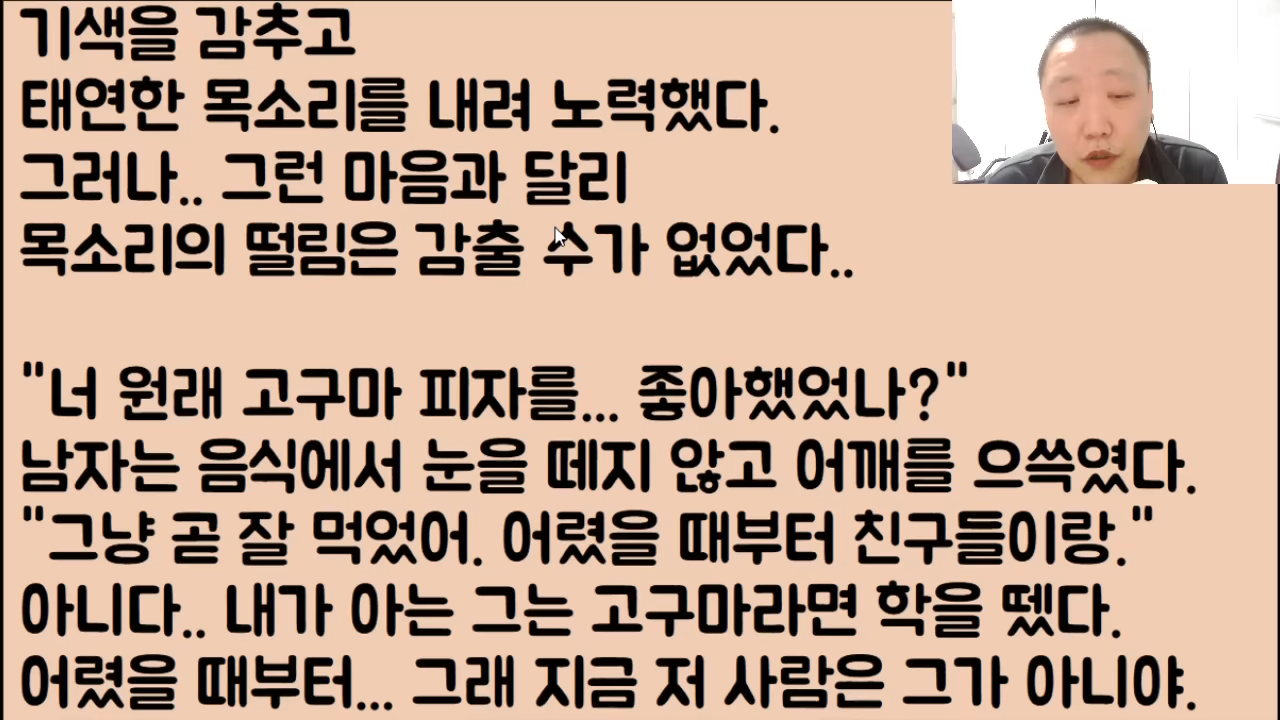 기색을 감추고
태연한 목소리를 내려 노력했다.
그러나.. 그런 마음과 달리
목소리의 떨림은 감출 수가 없었다..
"너 원래 고구마 피자를... 좋아했었나?"
남자는 음식에서 눈을 떼지 않고 어깨를 으쓱였다.
"그냥 곧 잘 먹었어. 어렸을 때부터 친구들이랑."
아니다.. 내가 아는 그는 고구마라면 학을 뗐다.
어렸을 때부터... 그래 지금 저 사람은 그가 아니야.